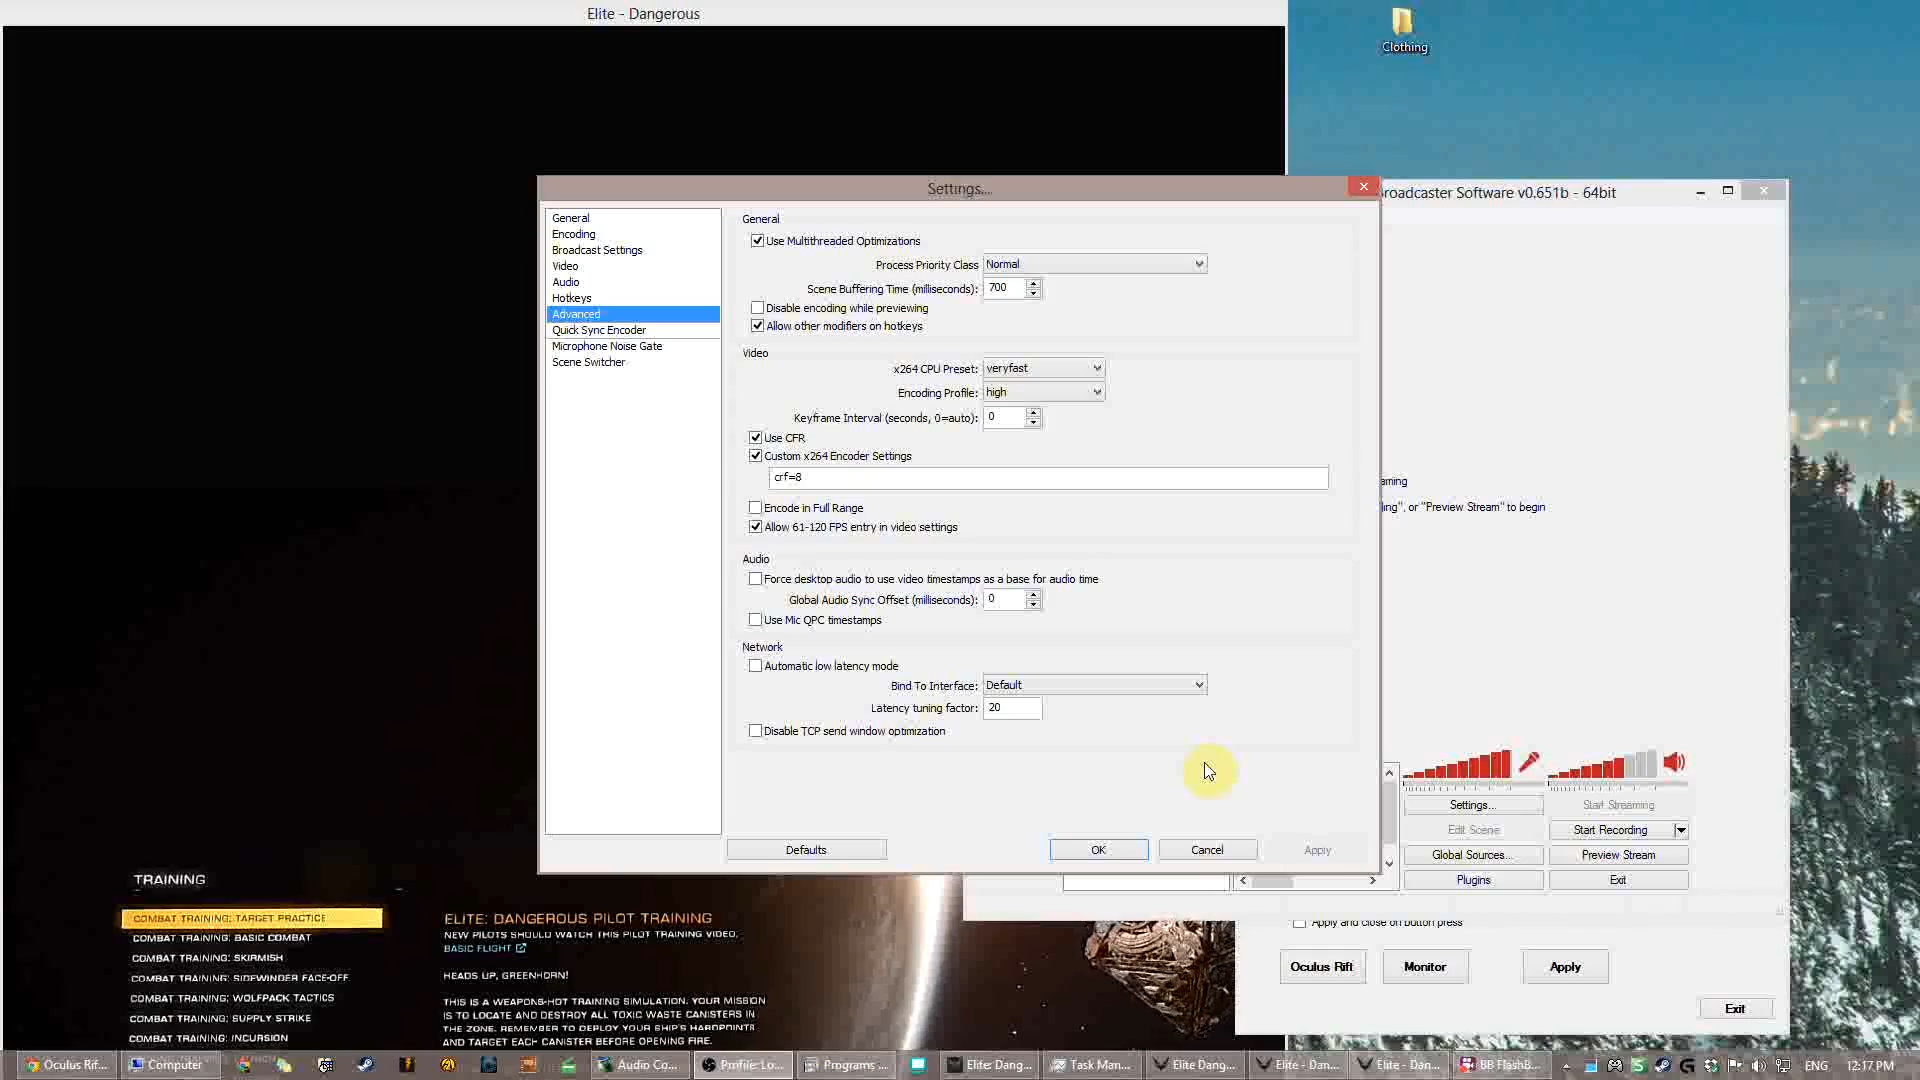 Elite - Dangerous
Clothing
Settings...
roadcaster Software v0.651b - 64bit
General
Encoding
Broadcast Settings
Video
Audio
Hotkeys
Advanced
Quick Sync Encoder
Microphone Noise Gate
Scene Switcher
General
Use Multithreaded Optimizations
Process Priority Class Normal
Scene Buffering Time (milliseconds): 700
Disable encoding while previewing
Allow other modifiers on hotkeys
Video
x264 CPU Preset: veryfast
Encoding Profile: high
Keyframe Interval (seconds, 0=auto): 0
Use CFR
Custom x264 Encoder Settings
crf=8
Encode in Full Range
Allow 61-120 FPS entry in video settings
Audio
Force desktop audio to use video timestamps as a base for audio time
Global Audio Sync Offset (milliseconds): 0
Use Mic QPC timestamps
Network
Automatic low latency mode
Bind To Interface: Default
Latency tuning factor: 20
Disable TCP send window optimization
Defaults
OK
Cancel
Apply
aming
ing", or "Preview Stream" to begin
Settings...
Start Streaming
Edit Scene
Start Recording
Global Sources...
Preview Stream
Plugins
Exit
Apply and close on button press
Oculus Rift
Monitor
Apply
Exit
TRAINING
COMBAT TRAINING: TARGET PRACTICE
COMBAT TRAINING: BASIC COMBAT
COMBAT TRAINING: SKIRMISH
COMBAT TRAINING: SIDEWINDER FACE-OFF
COMBAT TRAINING: WOLFPACK TACTICS
COMBAT TRAINING: SUPPLY STRIKE
COMBAT TRAINING: INCURSION
ELITE: DANGEROUS PILOT TRAINING
NEW PILOTS SHOULD WATCH THIS PILOT TRAINING VIDEO.
BASIC FLIGHT
HEADS UP, GREENHORN!
THIS IS A WEAPONS-HOT TRAINING SIMULATION. YOUR MISSION
IS TO LOCATE AND DESTROY ALL TOXIC WASTE CANISTERS IN
THE ZONE. REMEMBER TO DEPLOY YOUR SHIP'S HARDPOINTS
AND TARGET EACH CANISTER BEFORE OPENING FIRE.
Oculus Rif...
Computer
Audio Co...
Profile: Lo...
Programs ...
Elite: Dang...
Task Man...
Elite Dang...
Elite - Dan...
Elite - Dan...
BB FlashB...
ENG
12:17 PM